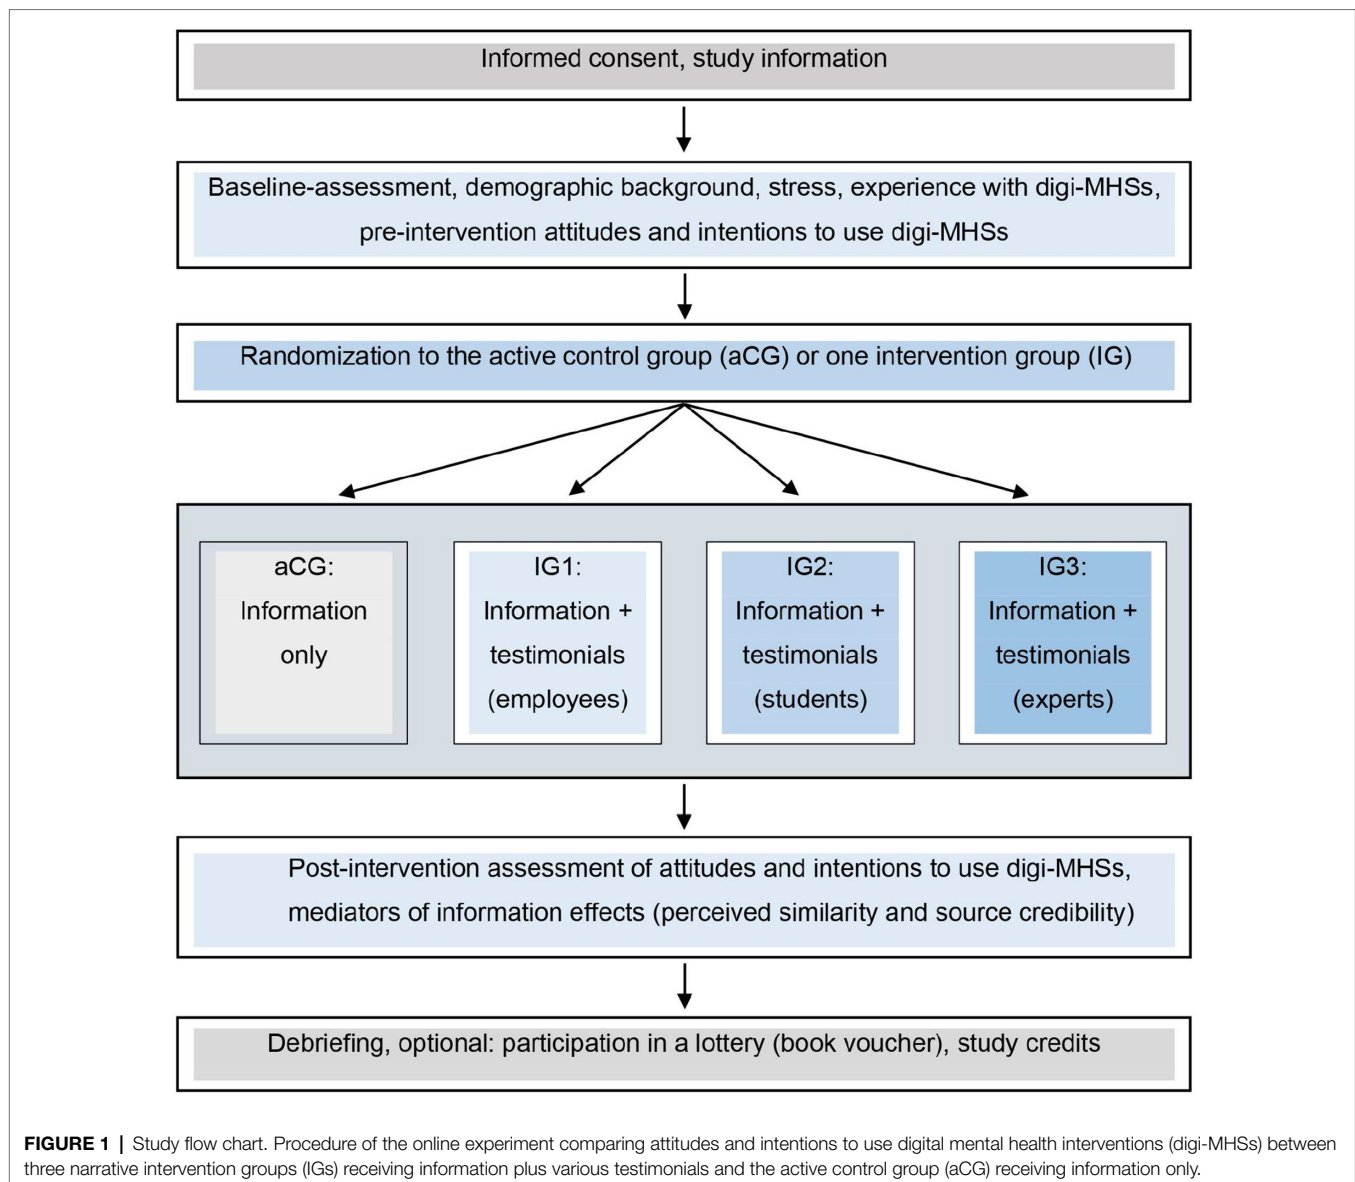 Informed consent, study information
Baseline-assessment, demographic background, stress, experience with digi-MHSs,
pre-intervention attitudes and intentions to use digi-MHSs
Randomization to the active control group (aCG) or one intervention group (IG)
aCG:
Information
only
IG1:
Information +
testimonials
(employees)
IG2:
Information +
testimonials
(students)
IG3:
Information +
testimonials
(experts)
Post-intervention assessment of attitudes and intentions to use digi-MHSs,
mediators of information effects (perceived similarity and source credibility)
Debriefing, optional: participation in a lottery (book voucher), study credits
FIGURE 1 | Study flow chart. Procedure of the online experiment comparing attitudes and intentions to use digital mental health interventions (digi-MHSs) between
three narrative intervention groups (IGs) receiving information plus various testimonials and the active control group (aCG) receiving information only.